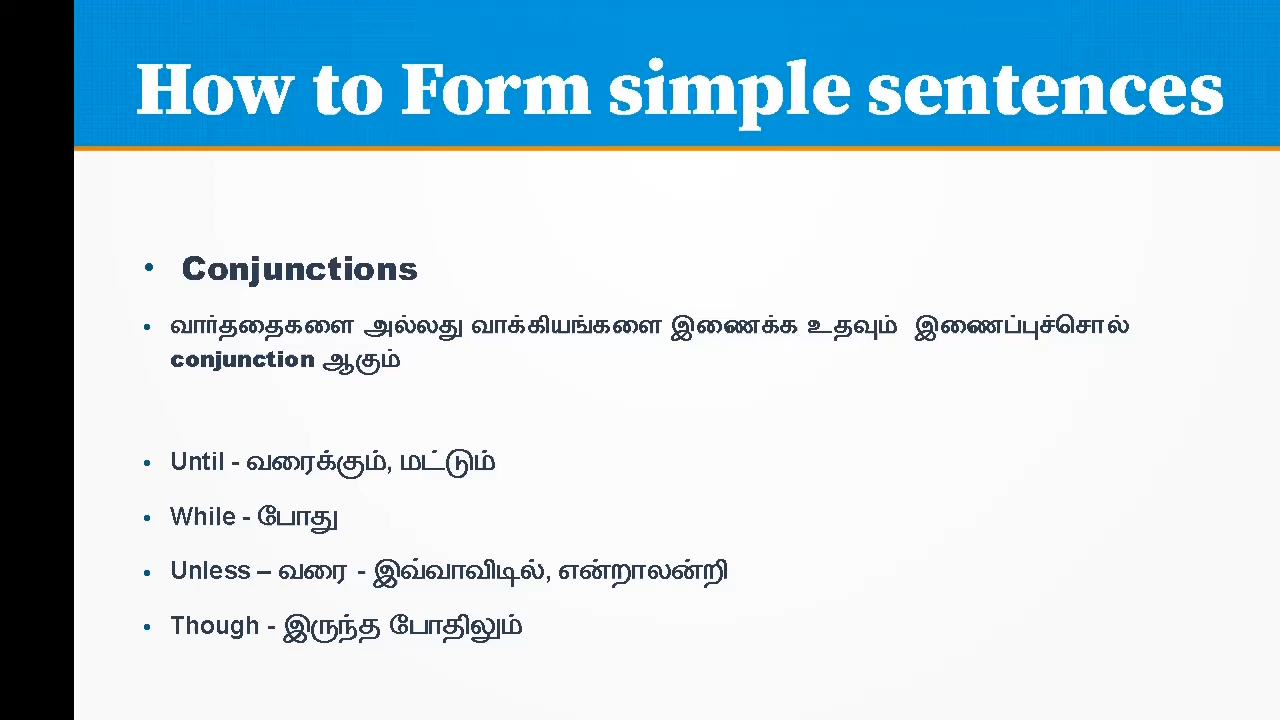 How to Form simple sentences
• Conjunctions
• வார்ததைகளை அல்லது வாக்கியங்களை இணைக்க உதவும் இணைப்புச்சொல்
conjunction ஆகும்
• Until - வரைக்கும், மட்டும்
• While - போது
• Unless – வரை - இவ்வாவிடில், என்றாலன்றி
• Though - இருந்த போதிலும்